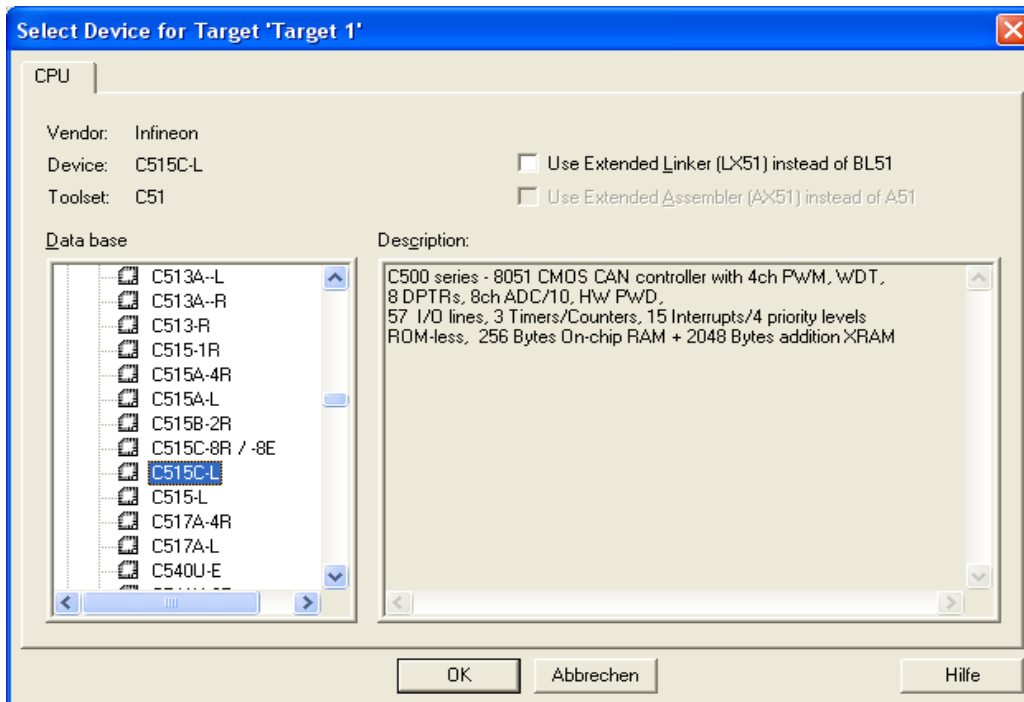 Select Device for Target 'Target 1'
CPU
Vendor: Infineon
Device: C515C-L
Toolset: C51
Use Extended Linker (LX51) instead of BL51
Use Extended Assembler (AX51) instead of A51
Data base
C513A--L
C513A--R
C513-R
C515-1R
C515A-4R
C515A-L
C515B-2R
C515C-8R / -8E
C515C-L
C515-L
C517A-4R
C517A-L
C540U-E
Description:
C500 series - 8051 CMOS CAN controller with 4ch PWM, WDT,
8 DPTRs, 8ch ADC/10, HW PWD,
57 I/O lines, 3 Timers/Counters, 15 Interrupts/4 priority levels
ROM-less, 256 Bytes On-chip RAM + 2048 Bytes addition XRAM
OK
Abbrechen
Hilfe